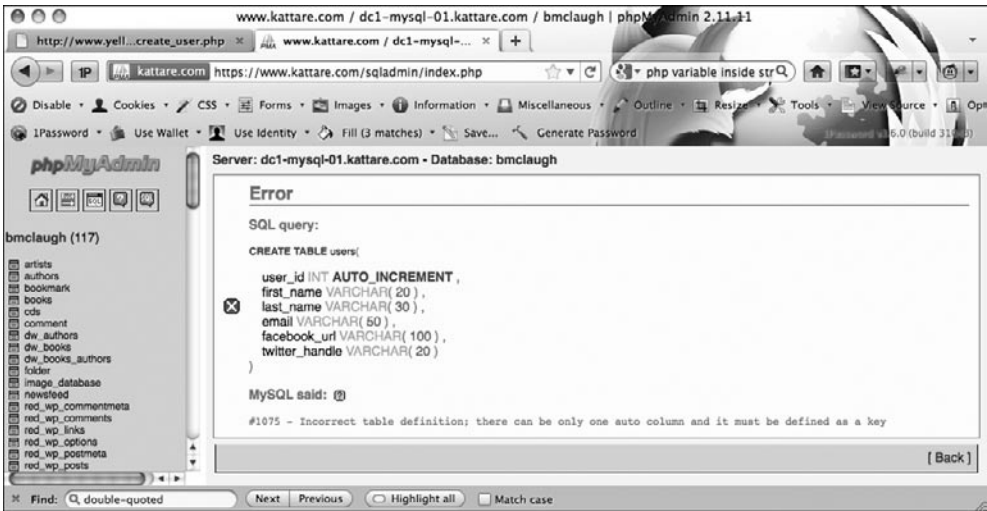 www.kattare.com / dc1-mysql-01.kattare.com / bmclaugh | phpMyAdmin 2.11.11
http://www.yell...create_user.php
www.kattare.com / dc1-mysql-...
1P kattare.com https://www.kattare.com/sqladmin/index.php php variable inside str
Disable Cookies CSS Forms Images Information Miscellaneous Outline Resize Tools View Source
1Password Use Wallet Use Identity Fill (3 matches) Save... Generate Password
phpMyAdmin
bmclaugh (117)
artists
authors
bookmark
books
cds
comment
dw_authors
dw_books
dw_books_authors
folder
image_database
newsfeed
red_wp_commentmeta
red_wp_comments
red_wp_links
red_wp_options
red_wp_postmeta
red_wp_posts
Server: dc1-mysql-01.kattare.com - Database: bmclaugh
Error
SQL query:
CREATE TABLE users(
user_id INT AUTO_INCREMENT ,
first_name VARCHAR( 20 ) ,
last_name VARCHAR( 30 ) ,
email VARCHAR( 50 ) ,
facebook_url VARCHAR( 100 ) ,
twitter_handle VARCHAR( 20 )
)
MySQL said:
#1075 - Incorrect table definition; there can be only one auto column and it must be defined as a key
[ Back ]
Find: double-quoted Next Previous Highlight all Match case